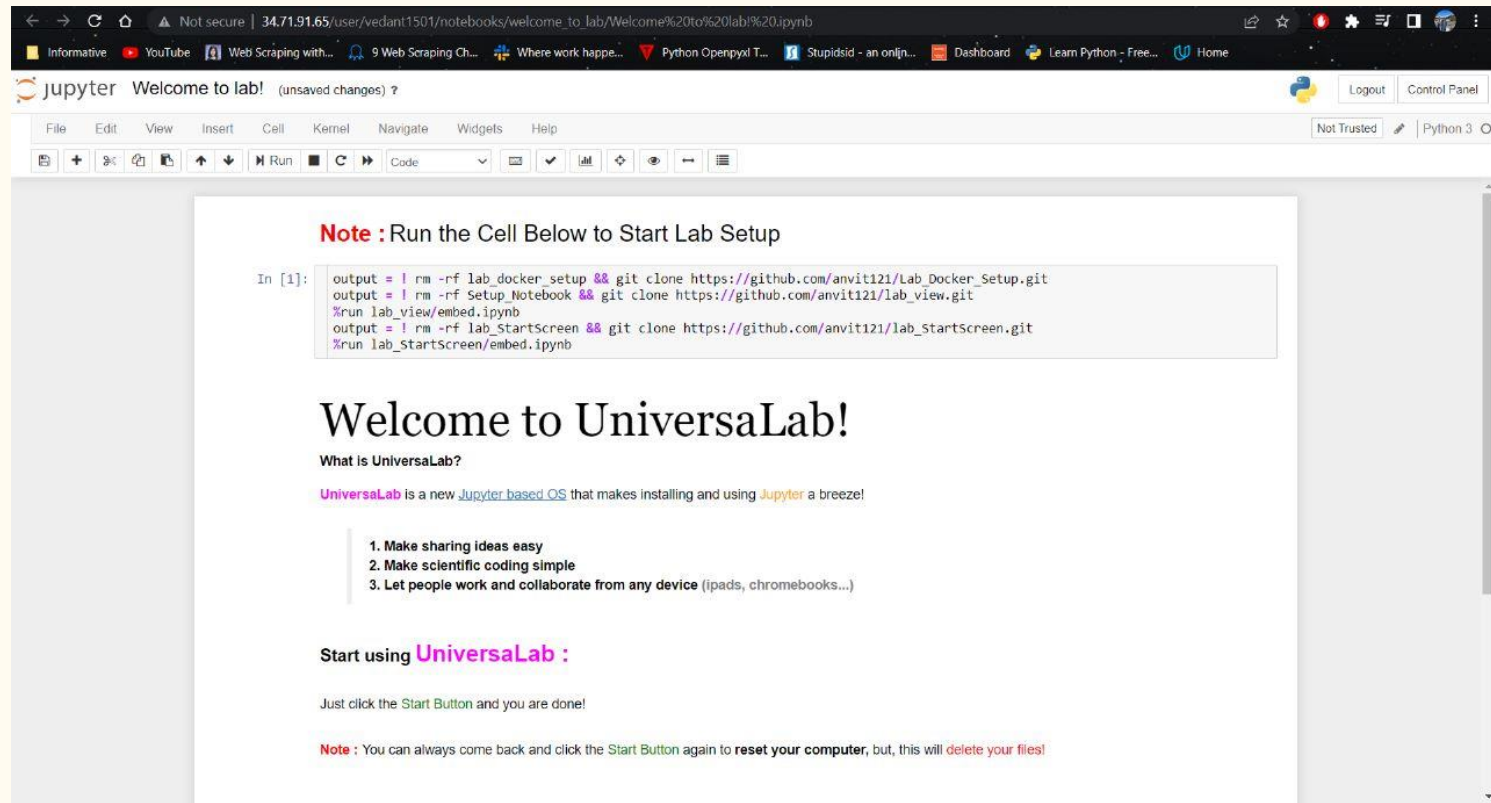 Not secure | 34.71.91.65/user/vedant1501/notebooks/welcome_to_lab/Welcome%20to%20lab!%20.ipynb
Informative YouTube Web Scraping with... 9 Web Scraping Ch... Where work happe... Python Openpyxl T... Stupidsid - an onlin... Dashboard Learn Python - Free... Home
jupyter Welcome to lab! (unsaved changes) ? Logout Control Panel
File Edit View Insert Cell Kernel Navigate Widgets Help Not Trusted Python 3
Run Code
Note : Run the Cell Below to Start Lab Setup
In [1]: output = ! rm -rf lab_docker_setup && git clone https://github.com/anvit121/Lab_Docker_Setup.git
output = ! rm -rf Setup_Notebook && git clone https://github.com/anvit121/lab_view.git
%run lab_view/embed.ipynb
output = ! rm -rf lab_StartScreen && git clone https://github.com/anvit121/lab_StartScreen.git
%run lab_StartScreen/embed.ipynb
Welcome to UniversaLab!
What is UniversaLab?
UniversaLab is a new Jupyter based OS that makes installing and using Jupyter a breeze!
1. Make sharing ideas easy
2. Make scientific coding simple
3. Let people work and collaborate from any device (ipads, chromebooks...)
Start using UniversaLab :
Just click the Start Button and you are done!
Note : You can always come back and click the Start Button again to reset your computer, but, this will delete your files!